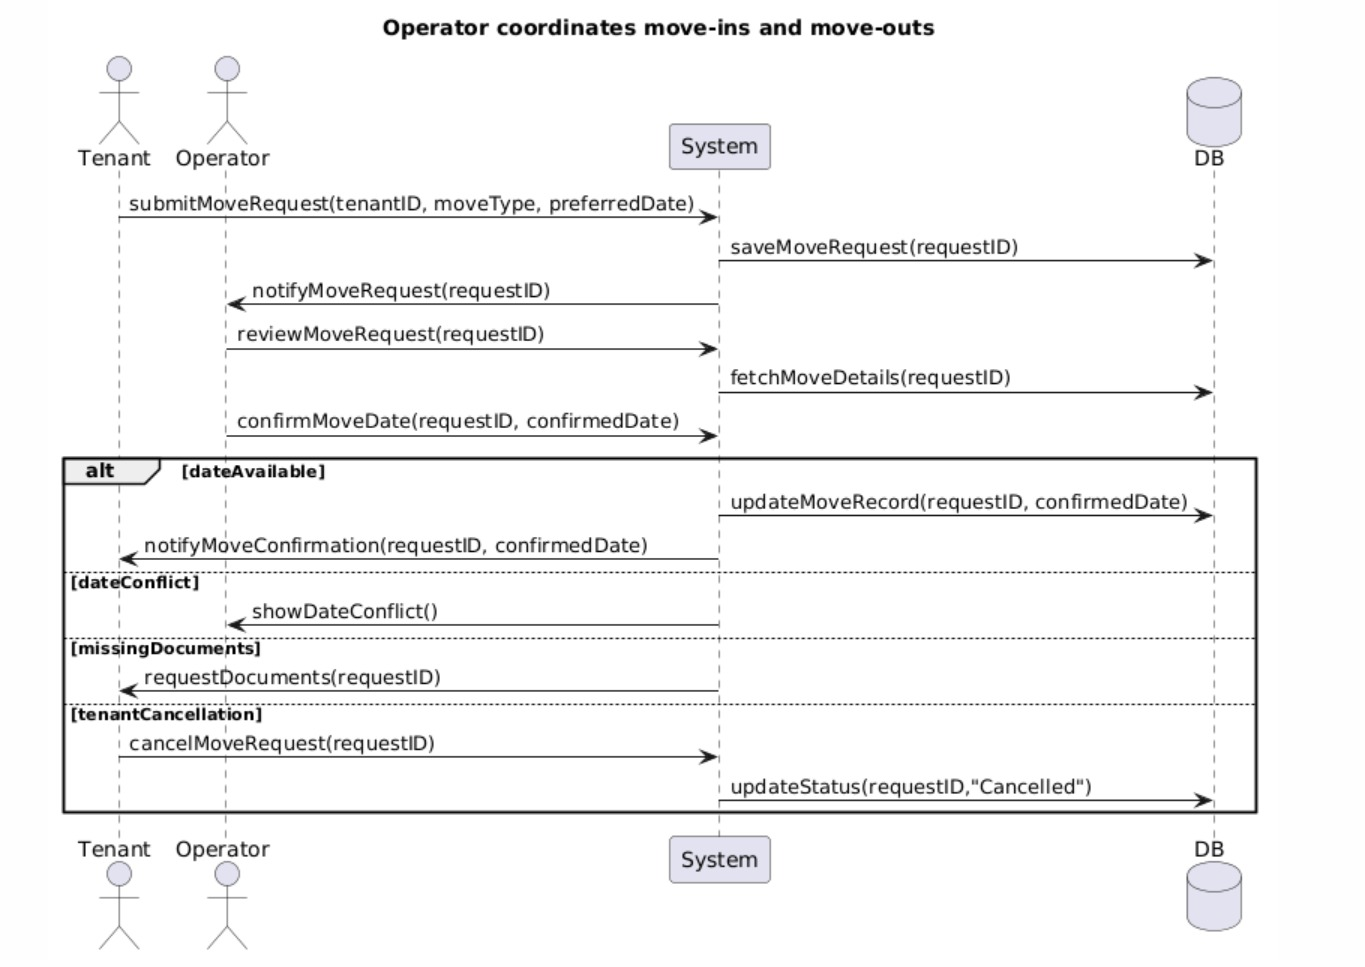 Operator coordinates move-ins and move-outs
Tenant Operator System DB
submitMoveRequest(tenantID, moveType, preferredDate)
saveMoveRequest(requestID)
notifyMoveRequest(requestID)
reviewMoveRequest(requestID)
fetchMoveDetails(requestID)
confirmMoveDate(requestID, confirmedDate)
alt [dateAvailable]
updateMoveRecord(requestID, confirmedDate)
notifyMoveConfirmation(requestID, confirmedDate)
[dateConflict]
showDateConflict()
[missingDocuments]
requestDocuments(requestID)
[tenantCancellation]
cancelMoveRequest(requestID)
updateStatus(requestID,"Cancelled")
Tenant Operator System DB